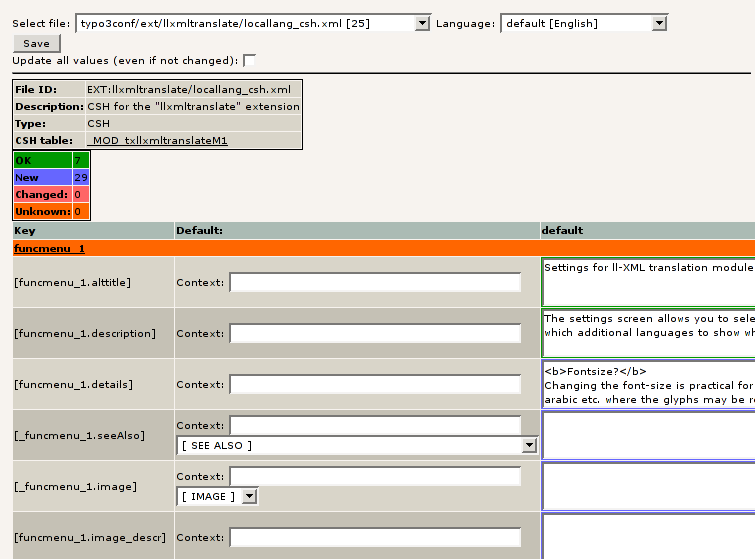 Select file: typo3conf/ext/llxmltranslate/locallang_csh.xml [25] Language: default [English]
Save
Update all values (even if not changed):
File ID: EXT:llxmltranslate/locallang_csh.xml
Description: CSH for the "llxmltranslate" extension
Type: CSH
CSH table: _MOD_txllxmltranslateM1
OK 7
New 29
Changed: 0
Unknown: 0
Key Default: default
funcmenu_1
[funcmenu_1.alttitle] Context: Settings for ll-XML translation module
[funcmenu_1.description] Context: The settings screen allows you to sele
which additional languages to show wh
[funcmenu_1.details] Context: <b>Fontsize?</b>
Changing the font-size is practical for
arabic etc. where the glyphs may be r
[_funcmenu_1.seeAlso] Context:
[ SEE ALSO ]
[_funcmenu_1.image] Context:
[ IMAGE ]
[funcmenu_1.image_descr] Context: